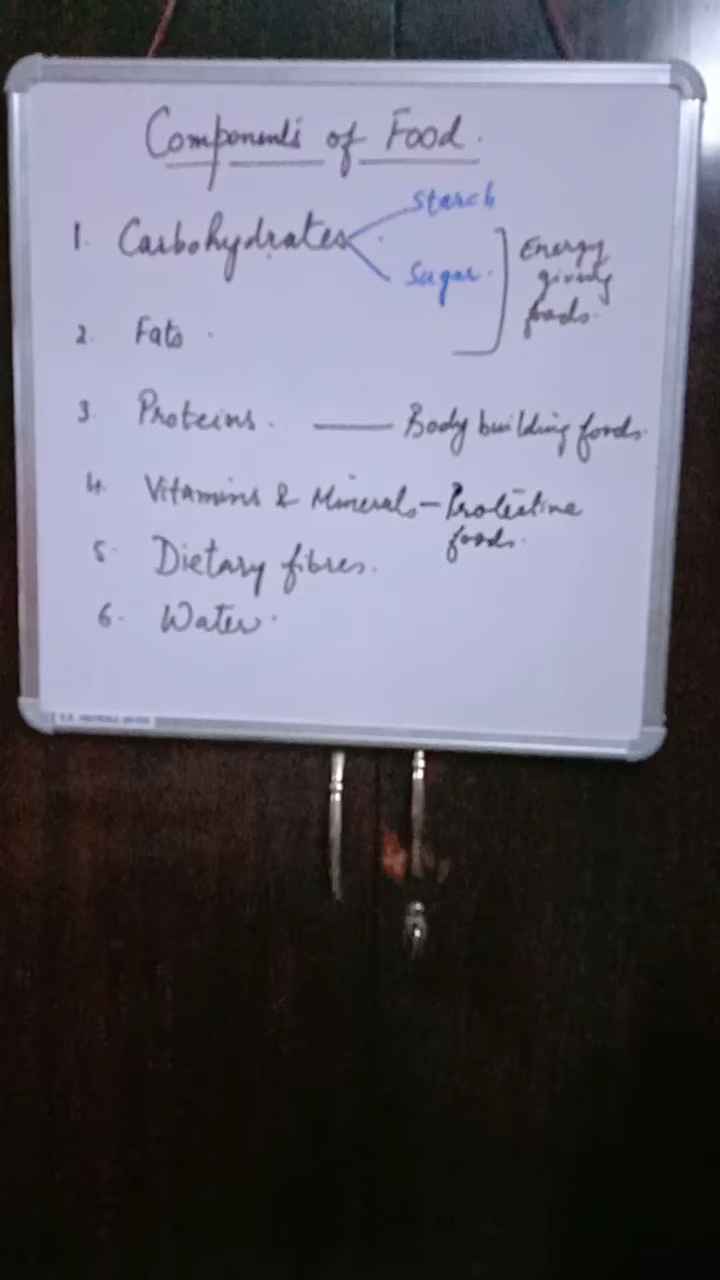 Components of Food.
1. Carbohydrates
Starch
Sugar.
Energy
giving
foods.
2. Fats
3. Proteins. — Body building foods.
4. Vitamins & Minerals – Protective
foods.
5. Dietary fibres.
6. Water.